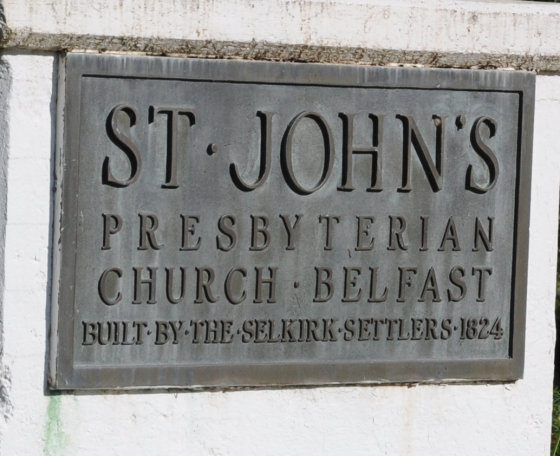 ST·JOHN'S
PRESBYTERIAN
CHURCH·BELFAST
BUILT·BY·THE·SELKIRK·SETTLERS·1824